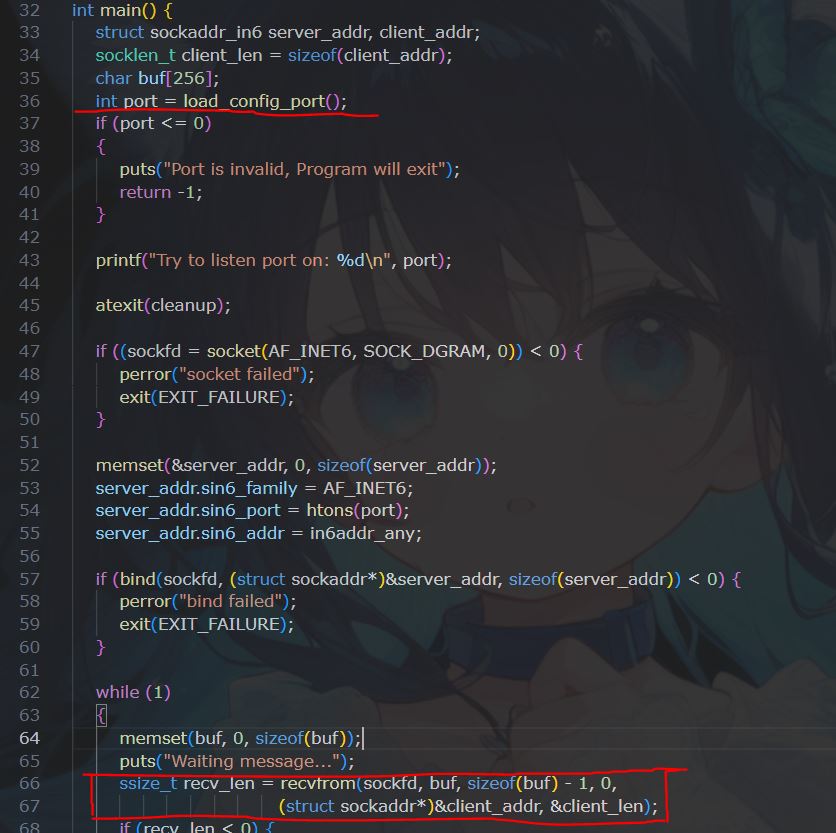 32 int main() {
33 struct sockaddr_in6 server_addr, client_addr;
34 socklen_t client_len = sizeof(client_addr);
35 char buf[256];
36 int port = load_config_port();
37 if (port <= 0)
38 {
39 puts("Port is invalid, Program will exit");
40 return -1;
41 }
42
43 printf("Try to listen port on: %d\n", port);
44
45 atexit(cleanup);
46
47 if ((sockfd = socket(AF_INET6, SOCK_DGRAM, 0)) < 0) {
48 perror("socket failed");
49 exit(EXIT_FAILURE);
50 }
51
52 memset(&server_addr, 0, sizeof(server_addr));
53 server_addr.sin6_family = AF_INET6;
54 server_addr.sin6_port = htons(port);
55 server_addr.sin6_addr = in6addr_any;
56
57 if (bind(sockfd, (struct sockaddr*)&server_addr, sizeof(server_addr)) < 0) {
58 perror("bind failed");
59 exit(EXIT_FAILURE);
60 }
61
62 while (1)
63 {
64 memset(buf, 0, sizeof(buf));
65 puts("Waiting message...");
66 ssize_t recv_len = recvfrom(sockfd, buf, sizeof(buf) - 1, 0,
67 (struct sockaddr*)&client_addr, &client_len);
68 if (recv_len < 0) {